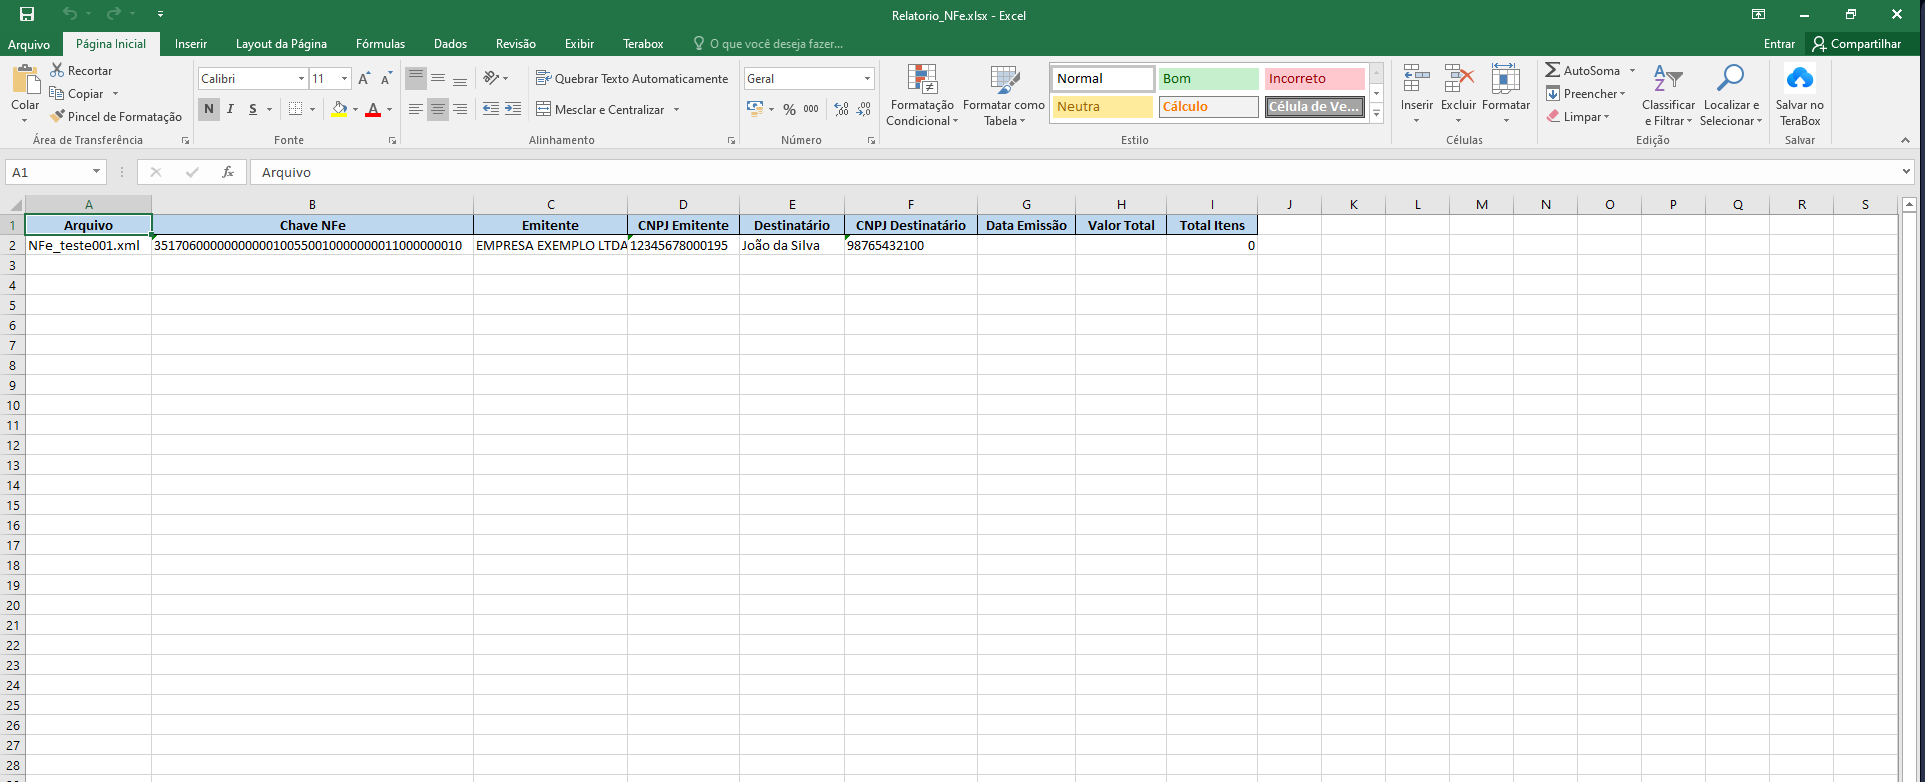 Relatorio_NFe.xlsx - Excel
Arquivo Página Inicial Inserir Layout da Página Fórmulas Dados Revisão Exibir Terabox O que você deseja fazer... Entrar Compartilhar
Colar
Recortar
Copiar
Pincel de Formatação
Área de Transferência
Calibri 11
N I S
Fonte
Quebrar Texto Automaticamente
Mesclar e Centralizar
Alinhamento
Geral
% 000
Número
Formatação Condicional
Formatar como Tabela
Normal Bom Incorreto
Neutra Cálculo Célula de Ve...
Estilo
Inserir Excluir Formatar
Células
AutoSoma
Preencher
Limpar
Classificar e Filtrar
Localizar e Selecionar
Edição
Salvar no TeraBox
Salvar
A1 fx Arquivo
A B C D E F G H I J K L M N O P Q R S
1 Arquivo Chave NFe Emitente CNPJ Emitente Destinatário CNPJ Destinatário Data Emissão Valor Total Total Itens
2 NFe_teste001.xml 35170600000000000100550010000000011000000010 EMPRESA EXEMPLO LTDA 12345678000195 João da Silva 98765432100 0
3
4
5
6
7
8
9
10
11
12
13
14
15
16
17
18
19
20
21
22
23
24
25
26
27
28